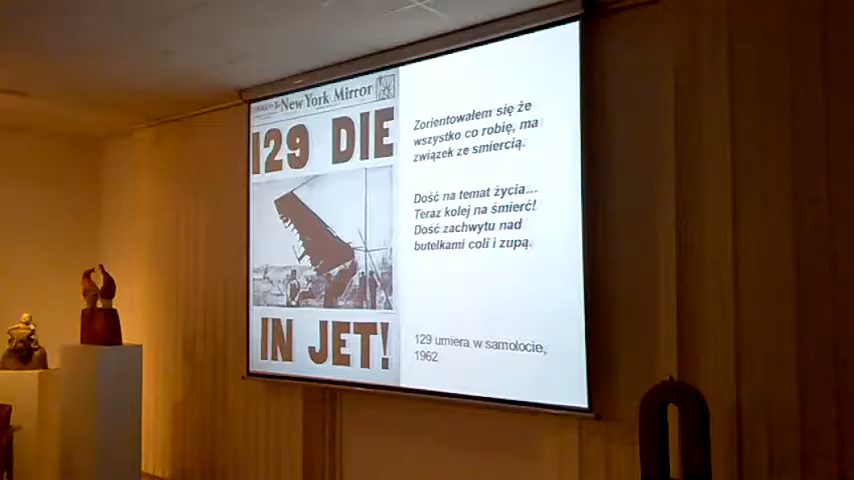 New York Mirror
129 DIE
IN JET!
Zorientowałem się że
wszystko co robię, ma
związek ze śmiercią.
Dość na temat życia...
Teraz kolej na śmierć!
Dość zachwytu nad
butelkami coli i zupą.
129 umiera w samolocie,
1962